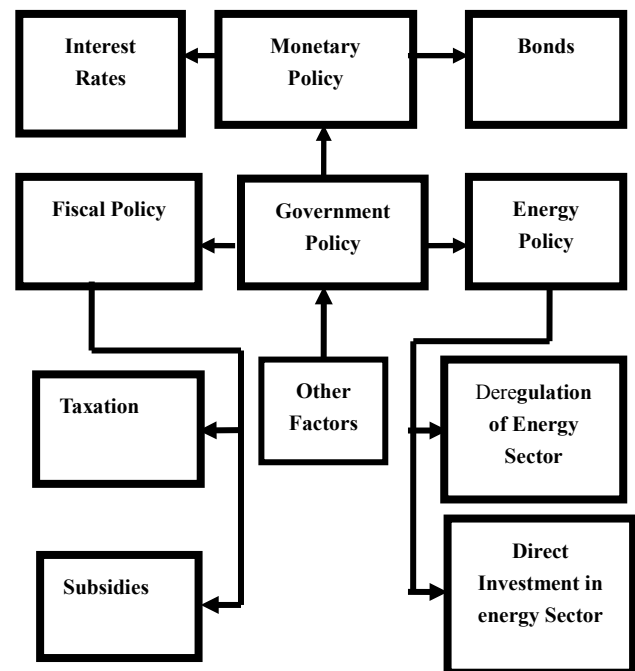 Interest
Rates
Monetary
Policy
Bonds
Fiscal Policy
Government
Policy
Energy
Policy
Taxation
Other
Factors
Deregulation
of Energy
Sector
Subsidies
Direct
Investment in
energy Sector